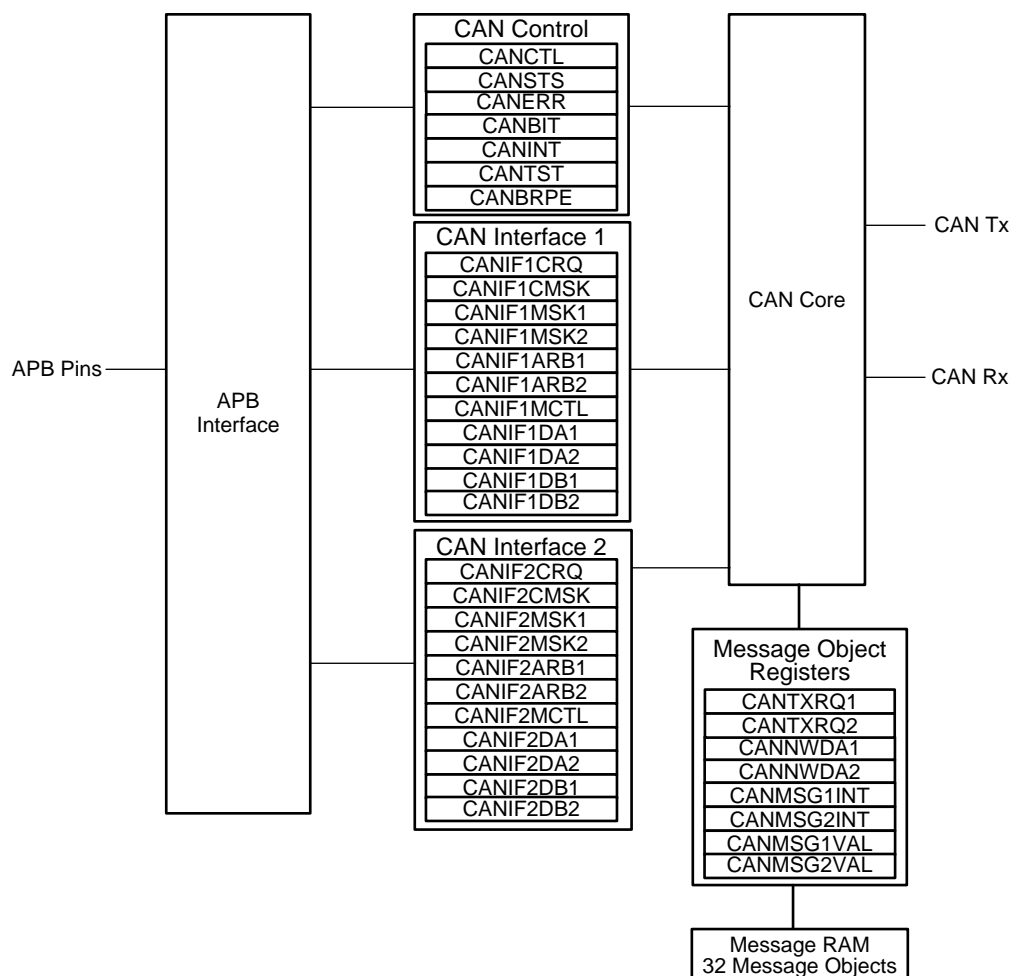 CAN Control
CANCTL
CANSTS
CANERR
CANBIT
CANINT
CANTST
CANBRPE
CAN Interface 1
CANIF1CRQ
CANIF1CMSK
CANIF1MSK1
CANIF1MSK2
CANIF1ARB1
CANIF1ARB2
CANIF1MCTL
CANIF1DA1
CANIF1DA2
CANIF1DB1
CANIF1DB2
CAN Interface 2
CANIF2CRQ
CANIF2CMSK
CANIF2MSK1
CANIF2MSK2
CANIF2ARB1
CANIF2ARB2
CANIF2MCTL
CANIF2DA1
CANIF2DA2
CANIF2DB1
CANIF2DB2
APB Pins
APB
Interface
CAN Core
CAN Tx
CAN Rx
Message Object
Registers
CANTXRQ1
CANTXRQ2
CANNWDA1
CANNWDA2
CANMSG1INT
CANMSG2INT
CANMSG1VAL
CANMSG2VAL
Message RAM
32 Message Objects